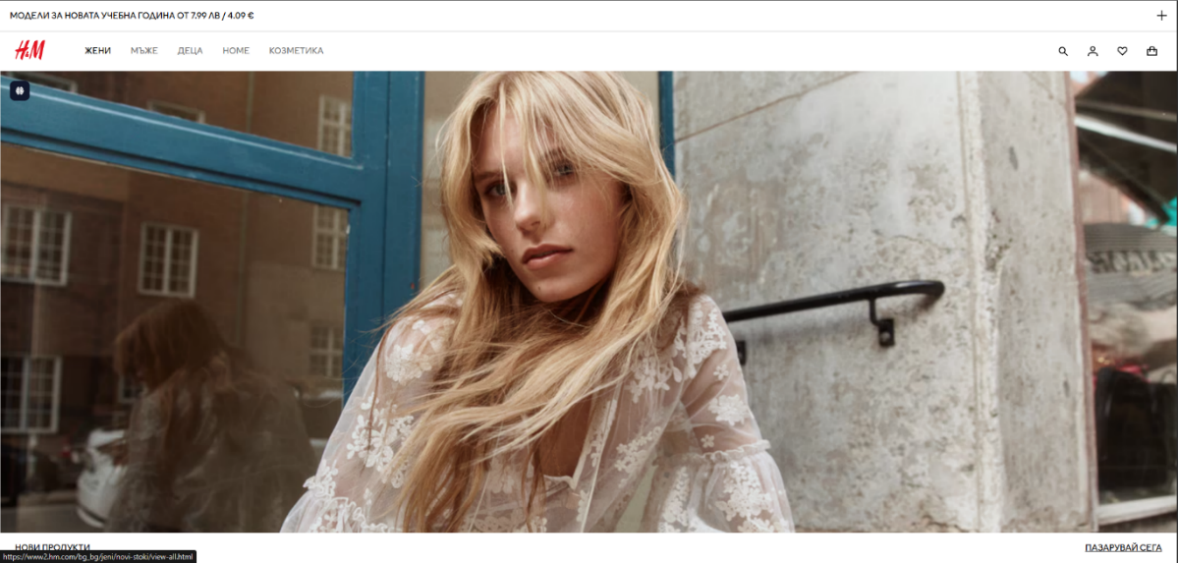 МОДЕЛИ ЗА НОВАТА УЧЕБНА ГОДИНА ОТ 7.99 ЛВ / 4.09 €
H&M
ЖЕНИ МЪЖЕ ДЕЦА HOME КОЗМЕТИКА
НОВИ ПРОДУКТИ ПАЗАРУВАЙ СЕГА
https://www2.hm.com/bg_bg/jeni/novi-stoki/view-all.html